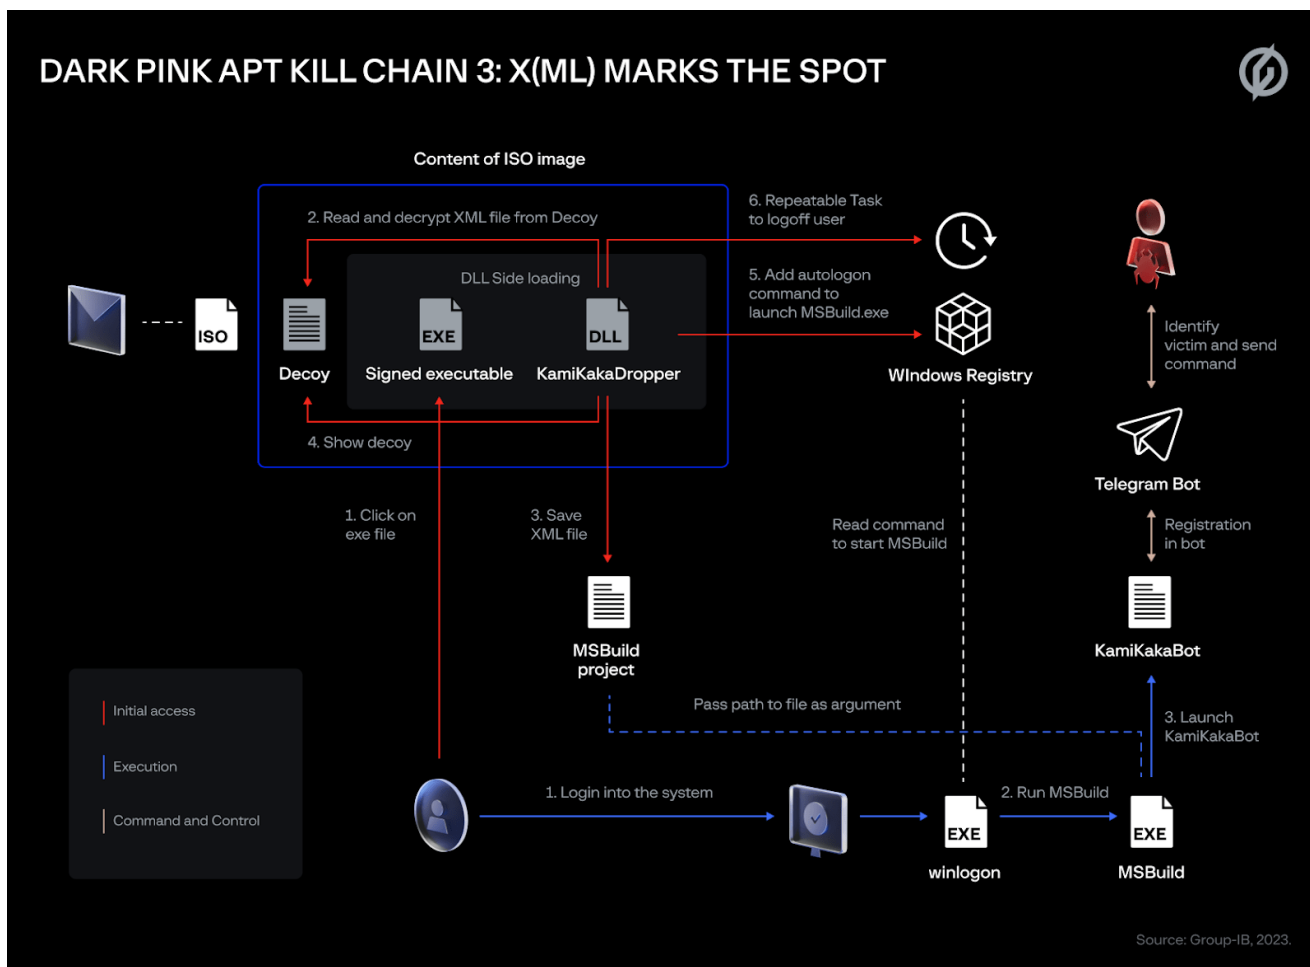 DARK PINK APT KILL CHAIN 3: X(ML) MARKS THE SPOT
Content of ISO image
2. Read and decrypt XML file from Decoy
6. Repeatable Task
to logoff user
DLL Side loading
5. Add autologon
command to
launch MSBuild.exe
ISO
EXE
DLL
Decoy
Signed executable
KamiKakaDropper
WIndows Registry
Identify
victim and send
command
4. Show decoy
Telegram Bot
1. Click on
exe file
3. Save
XML file
Read command
to start MSBuild
Registration
in bot
MSBuild
project
KamiKakaBot
Initial access
Execution
Command and Control
Pass path to file as argument
3. Launch
KamiKakaBot
1. Login into the system
2. Run MSBuild
EXE
EXE
winlogon
MSBuild
Source: Group-IB, 2023.